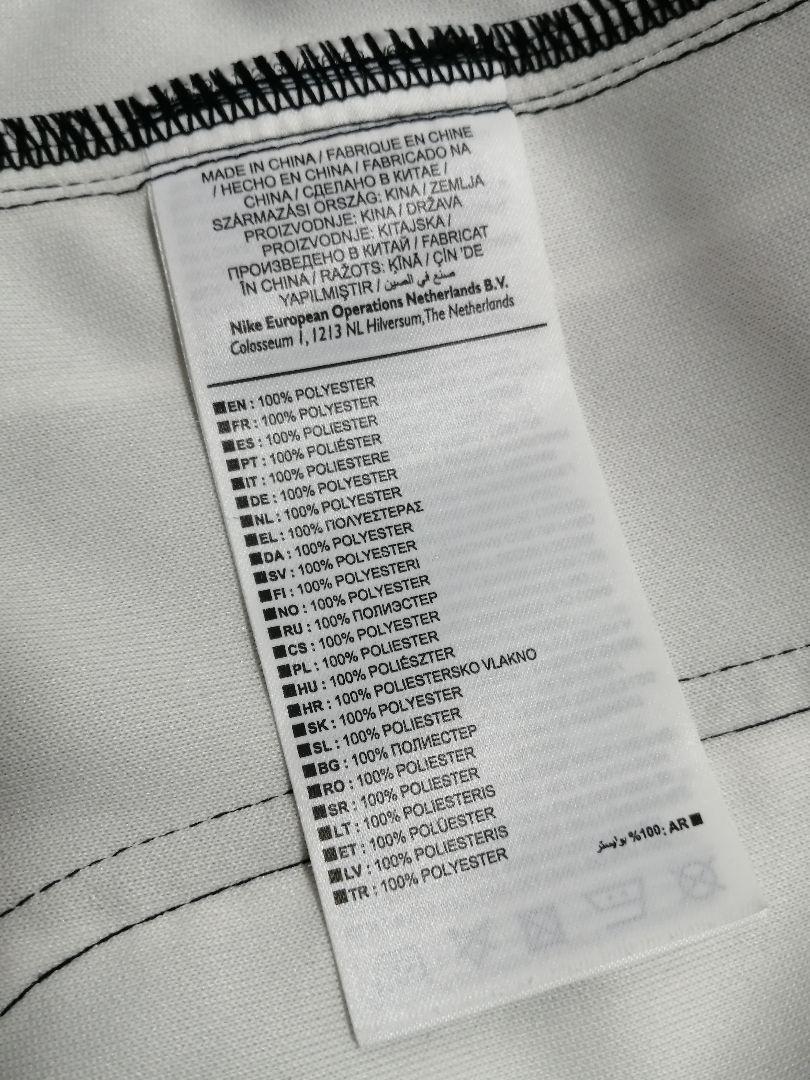 MADE IN CHINA / FABRIQUE EN CHINE
/ HECHO EN CHINA / FABRICADO NA
CHINA / СДЕЛАНО В КИТАЕ /
SZÁRMAZÁSI ORSZÁG: KINA / ZEMLJA
PROIZVODNJE: KINA / DRŽAVA
PROIZVODNJE: KITAJSKA /
ПРОИЗВЕДЕНО В КИТАЙ / FABRICAT
ÎN CHINA / RAŽOTS: ĶĪNĀ / ÇİN 'DE
YAPILMIŞTIR / صنع في الصين
Nike European Operations Netherlands B.V.
Colosseum 1, 1213 NL Hilversum, The Netherlands
EN : 100% POLYESTER
FR : 100% POLYESTER
ES : 100% POLIESTER
PT : 100% POLIÉSTER
IT : 100% POLIESTERE
DE : 100% POLYESTER
NL : 100% POLYESTER
EL : 100% ΠΟΛΥΕΣΤΕΡΑΣ
DA : 100% POLYESTER
SV : 100% POLYESTER
FI : 100% POLYESTERI
NO : 100% POLYESTER
RU : 100% ПОЛИЭСТЕР
CS : 100% POLYESTER
PL : 100% POLIESTER
HU : 100% POLIÉSZTER
HR : 100% POLIESTERSKO VLAKNO
SK : 100% POLYESTER
SL : 100% POLIESTER
BG : 100% ПОЛИЕСТЕР
RO : 100% POLIESTER
SR : 100% POLIESTER
LT : 100% POLIESTERIS
ET : 100% POLÜESTER
LV : 100% POLIESTERIS
TR : 100% POLYESTER
AR :100% بوليستر